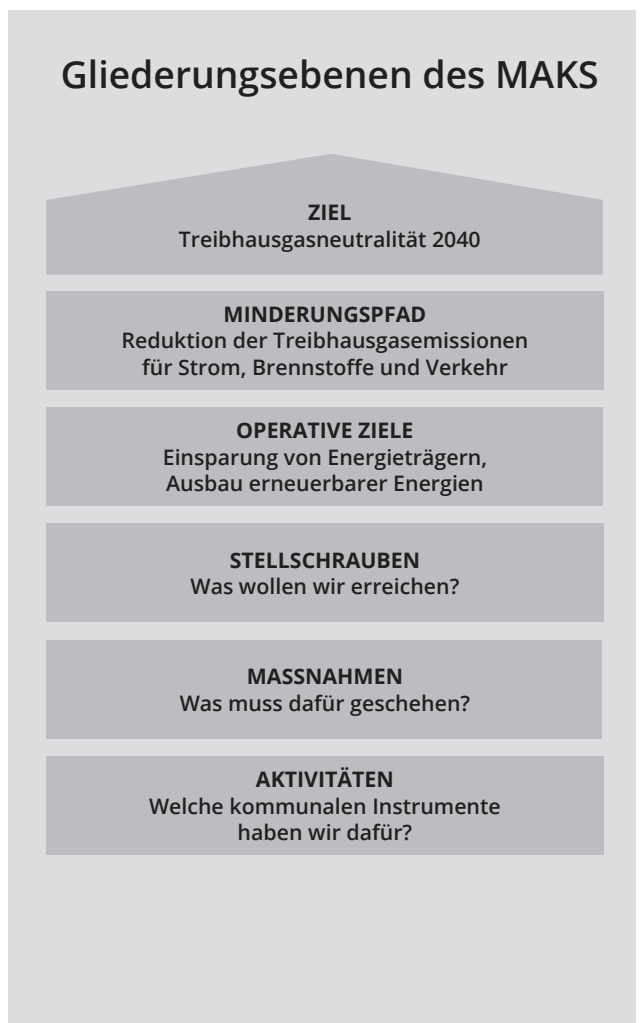 Gliederungsebenen des MAKS
ZIEL
Treibhausgasneutralität 2040
MINDERUNGSPFAD
Reduktion der Treibhausgasemissionen
für Strom, Brennstoffe und Verkehr
OPERATIVE ZIELE
Einsparung von Energieträgern,
Ausbau erneuerbarer Energien
STELLSCHRAUBEN
Was wollen wir erreichen?
MASSNAHMEN
Was muss dafür geschehen?
AKTIVITÄTEN
Welche kommunalen Instrumente
haben wir dafür?